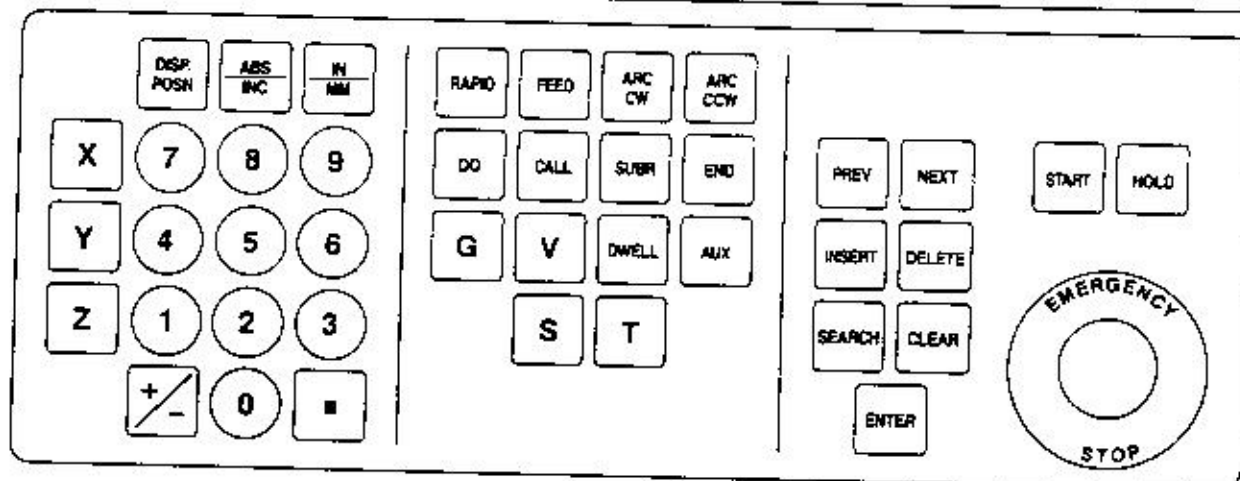 DISP.
POSN
ABS
INC
IN
MM
X
7
8
9
Y
4
5
6
Z
1
2
3
+/-
0
.
RAPID
FEED
ARC
CW
ARC
CCW
DO
CALL
SUBR
END
G
V
DWELL
AUX
S
T
PREV
NEXT
INSERT
DELETE
SEARCH
CLEAR
ENTER
START
HOLD
EMERGENCY
STOP